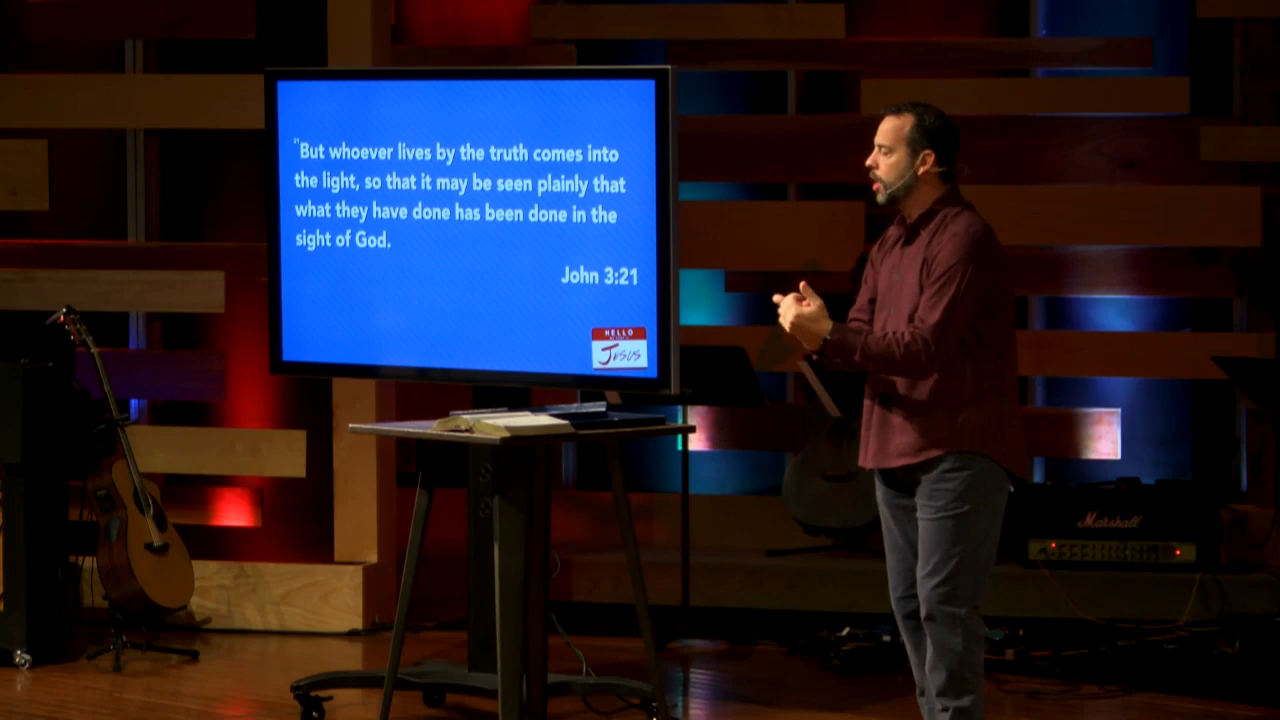 "But whoever lives by the truth comes into
the light, so that it may be seen plainly that
what they have done has been done in the
sight of God.
John 3:21
HELLO
Jesus
Marshall